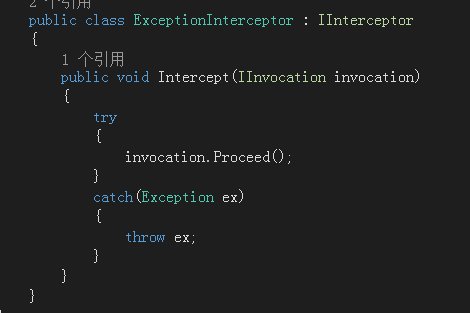 2 个引用
public class ExceptionInterceptor : IInterceptor
{
1 个引用
public void Intercept(IInvocation invocation)
{
try
{
invocation.Proceed();
}
catch(Exception ex)
{
throw ex;
}
}
}